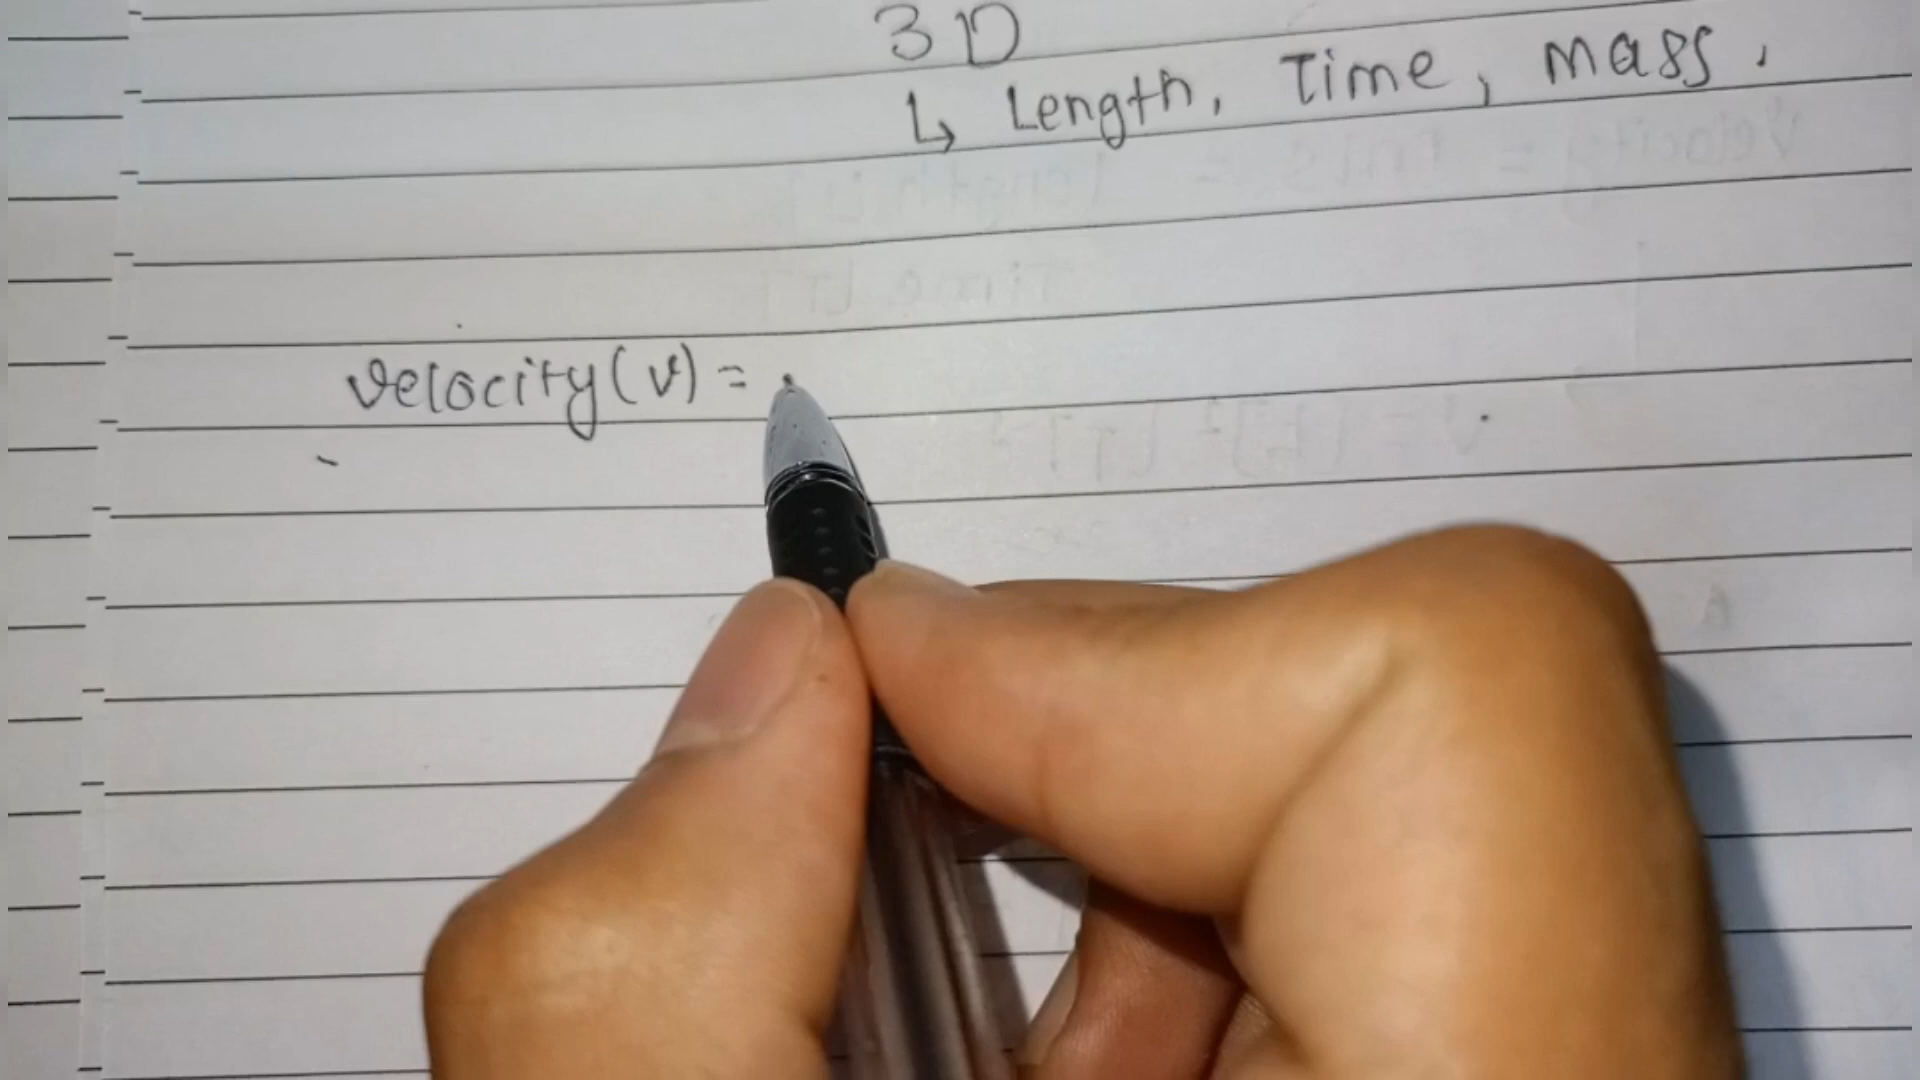 3D
↳ Length, Time, mass.
velocity(v) =